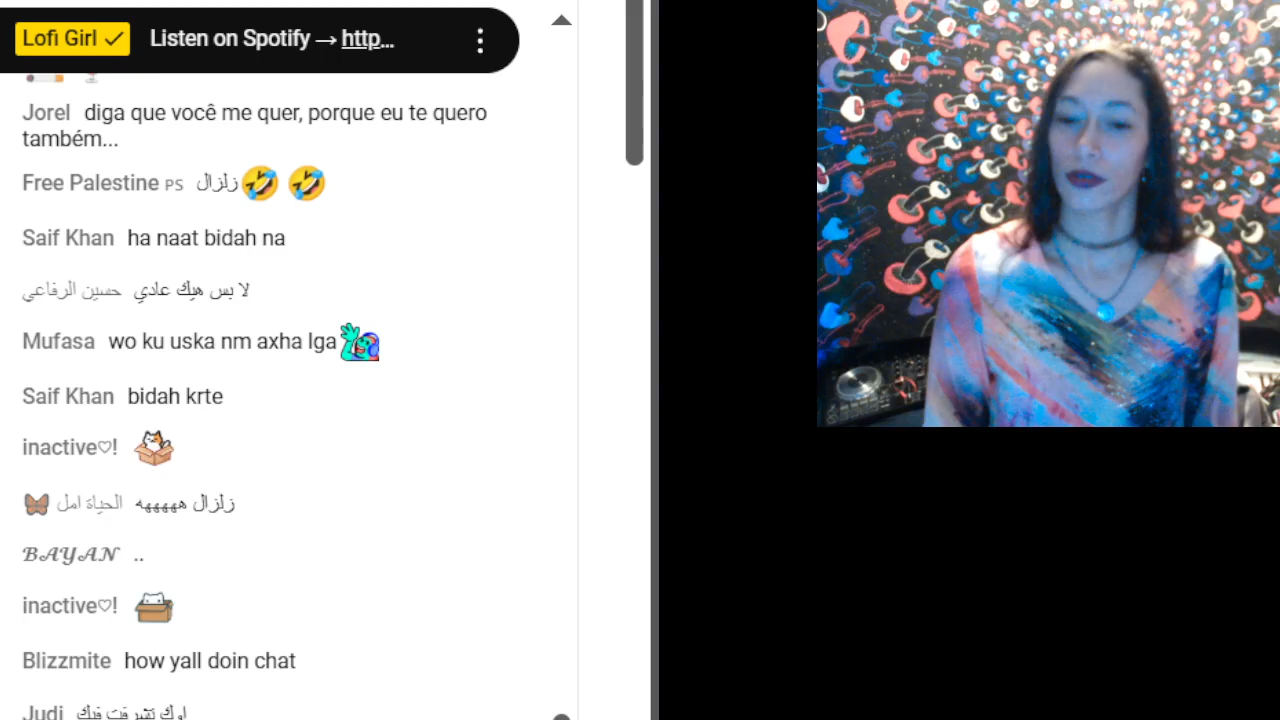 Lofi Girl ✓ Listen on Spotify → http...
Jorel diga que você me quer, porque eu te quero
também...
Free Palestine PS زلزال🤣 🤣
Saif Khan ha naat bidah na
حسين الرفاعي لا بس هيك عادي
Mufasa wo ku uska nm axha lga
Saif Khan bidah krte
inactive♡!
🦋 الحياة امل زلزال هههههه
𝓑𝓐𝓨𝓐𝓝 ..
inactive♡!
Blizzmite how yall doin chat
Judi اوك تشرفت فيك